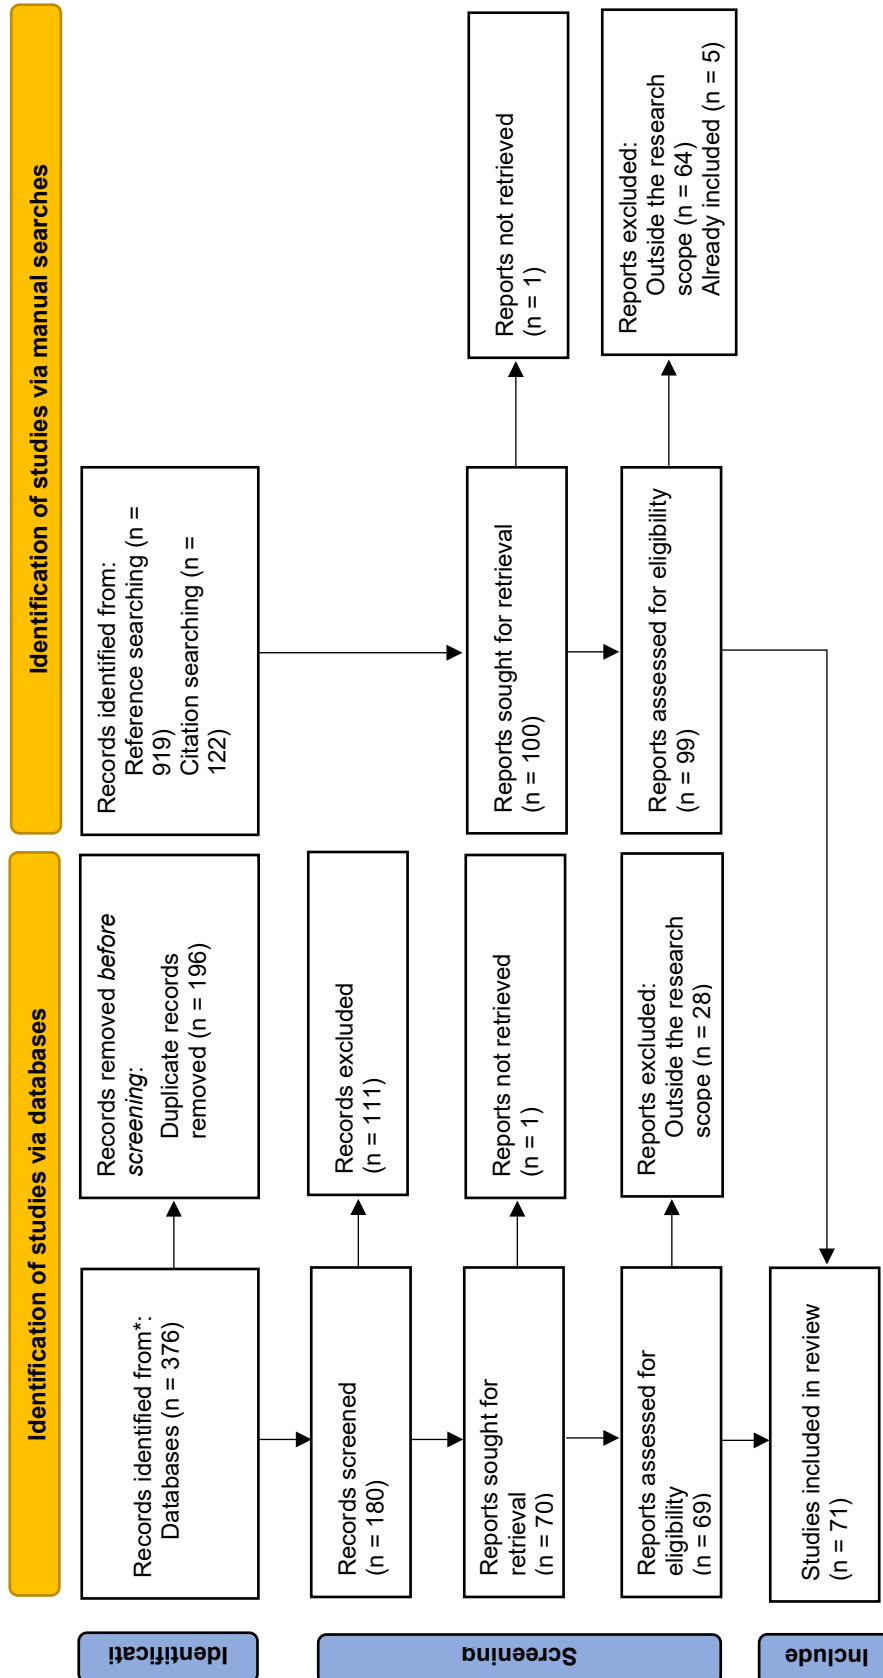 Identification of studies via databases
Identification of studies via manual searches
Identificati
Records identified from*:
Databases (n = 376)
Records removed before
screening:
Duplicate records
removed (n = 196)
Records identified from:
Reference searching (n =
919)
Citation searching (n =
122)
Screening
Records screened
(n = 180)
Records excluded
(n = 111)
Reports sought for
retrieval
(n = 70)
Reports not retrieved
(n = 1)
Reports sought for retrieval
(n = 100)
Reports not retrieved
(n = 1)
Reports assessed for
eligibility
(n = 69)
Reports excluded:
Outside the research
scope (n = 28)
Reports assessed for eligibility
(n = 99)
Reports excluded:
Outside the research
scope (n = 64)
Already included (n = 5)
Include
Studies included in review
(n = 71)